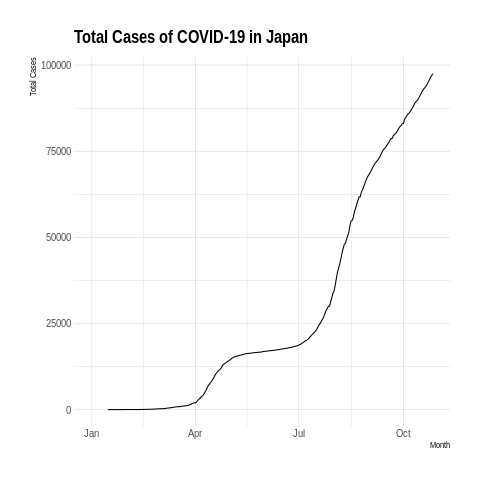 Total Cases of COVID-19 in Japan
Total Cases
100000
75000
50000
25000
0
Jan Apr Jul Oct
Month